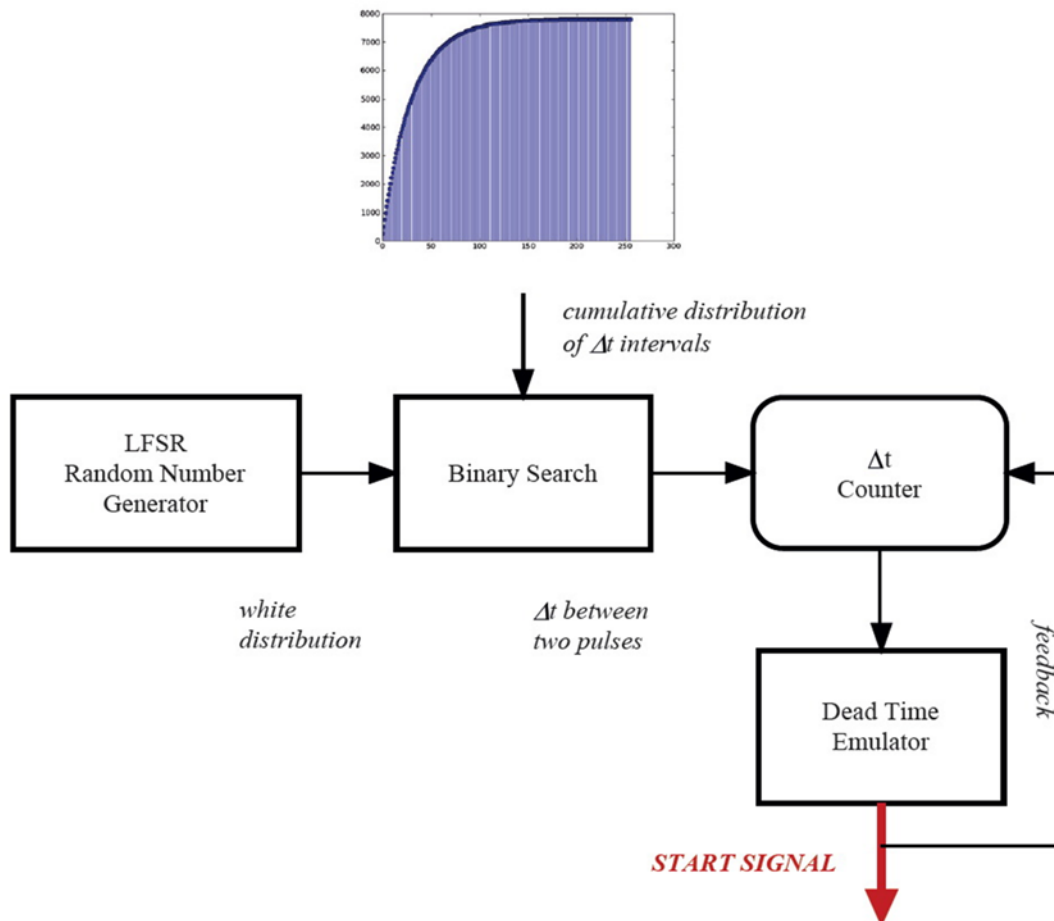 8000
7000
6000
5000
4000
3000
2000
1000
0
0 50 100 150 200 250 300
cumulative distribution
of Δt intervals
LFSR
Random Number
Generator
Binary Search
Δt
Counter
white
distribution
Δt between
two pulses
feedback
Dead Time
Emulator
START SIGNAL